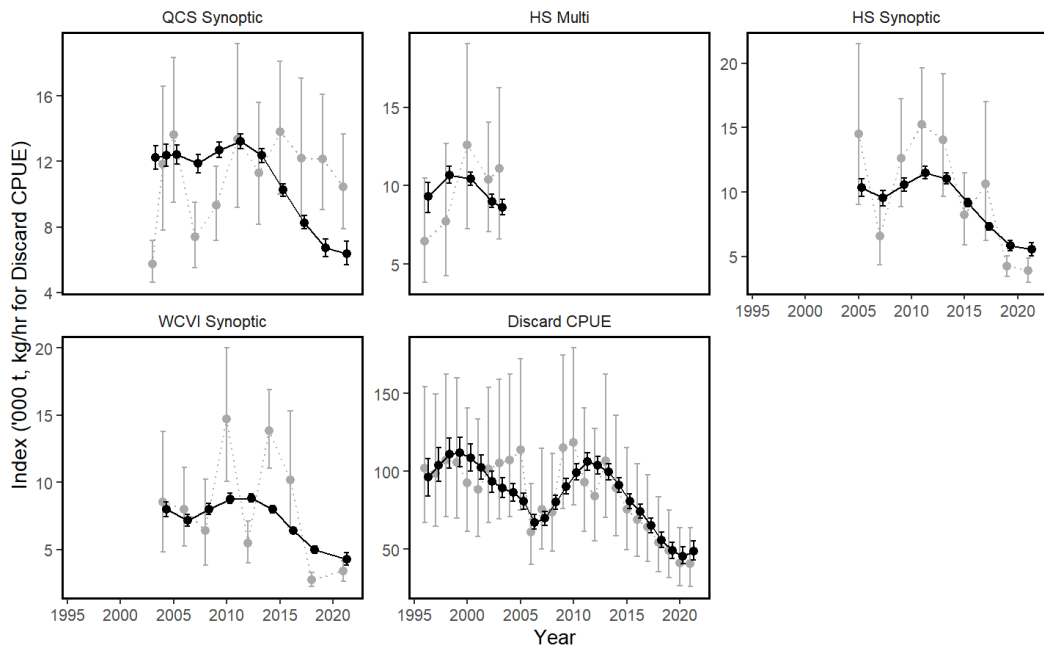 QCS Synoptic
HS Multi
HS Synoptic
16
12
8
4
15
10
5
20
15
10
5
1995 2000 2005 2010 2015 2020
WCVI Synoptic
Discard CPUE
20
15
10
5
150
100
50
1995 2000 2005 2010 2015 2020
1995 2000 2005 2010 2015 2020
Index ('000 t, kg/hr for Discard CPUE)
Year